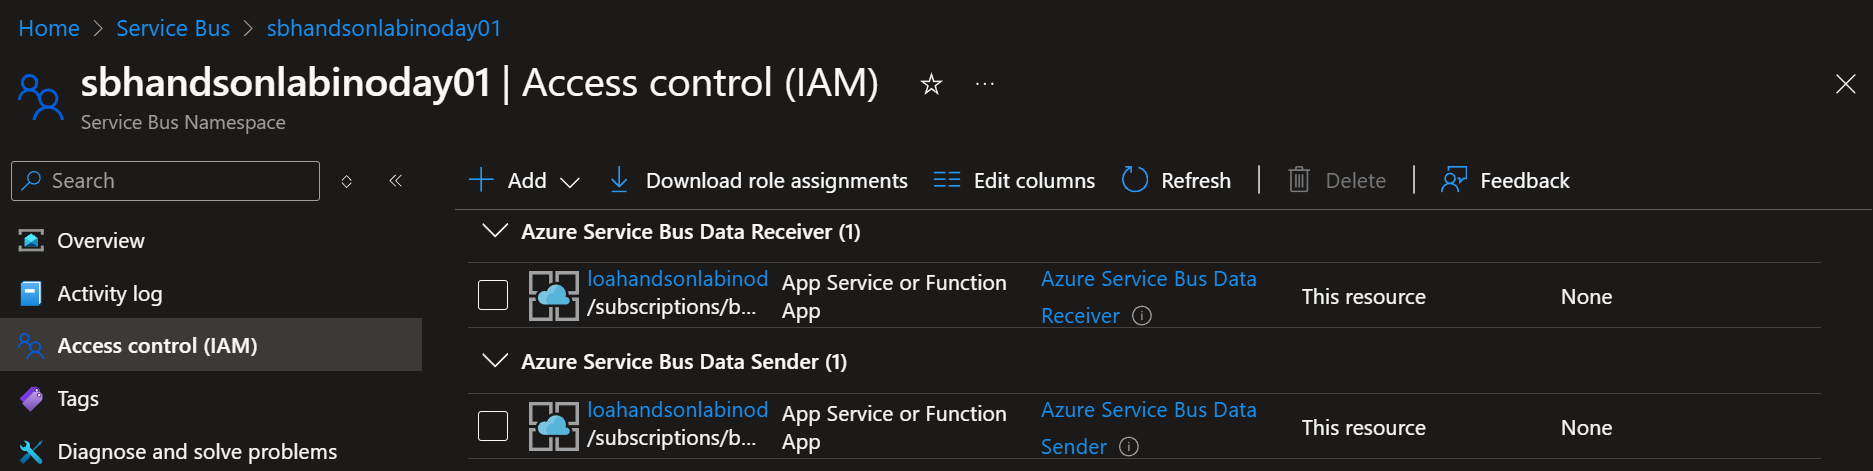 Home > Service Bus > sbhandsonlabinoday01
sbhandsonlabinoday01 | Access control (IAM) ☆ ...
Service Bus Namespace
Search
Add Download role assignments Edit columns Refresh | Delete | Feedback
Overview
Activity log
Access control (IAM)
Tags
Diagnose and solve problems
Azure Service Bus Data Receiver (1)
loahandsonlabinod
/subscriptions/b...
App Service or Function
App
Azure Service Bus Data
Receiver
This resource
None
Azure Service Bus Data Sender (1)
loahandsonlabinod
/subscriptions/b...
App Service or Function
App
Azure Service Bus Data
Sender
This resource
None